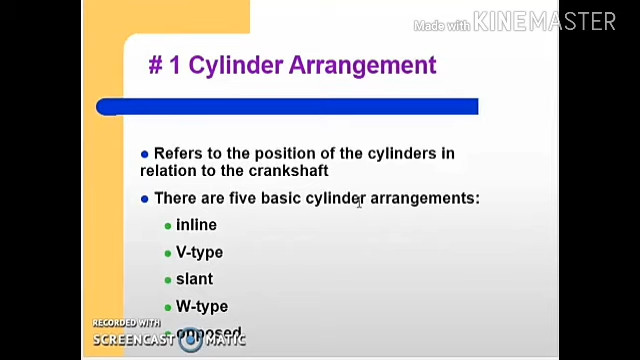 Made with KINEMASTER
# 1 Cylinder Arrangement
Refers to the position of the cylinders in
relation to the crankshaft
There are five basic cylinder arrangements:
inline
V-type
slant
W-type
opposed
RECORDED WITH
SCREENCAST MATIC